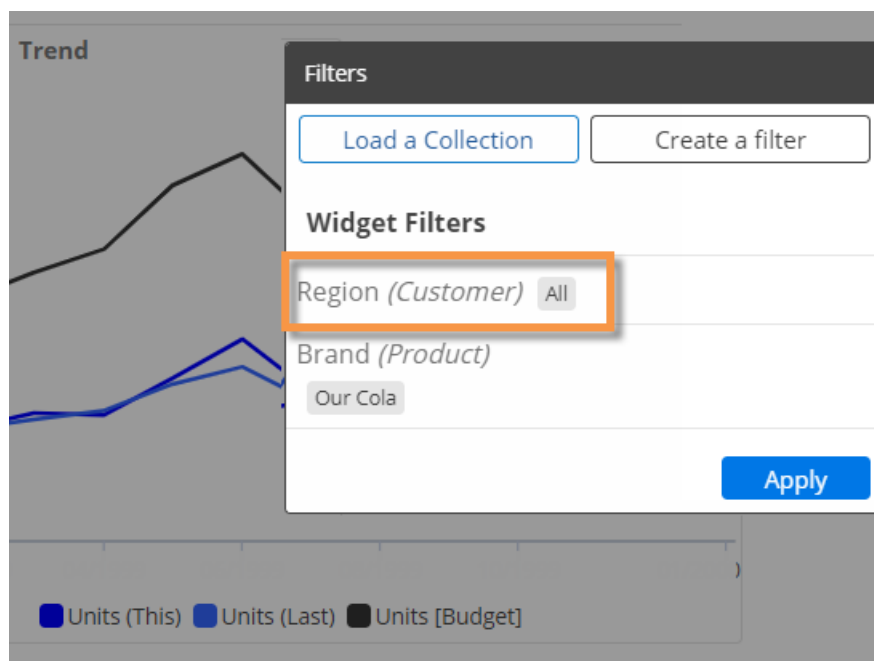 Trend
Filters
Load a Collection
Create a filter
Widget Filters
Region (Customer) All
Brand (Product)
Our Cola
Apply
)
Units (This) Units (Last) Units [Budget]